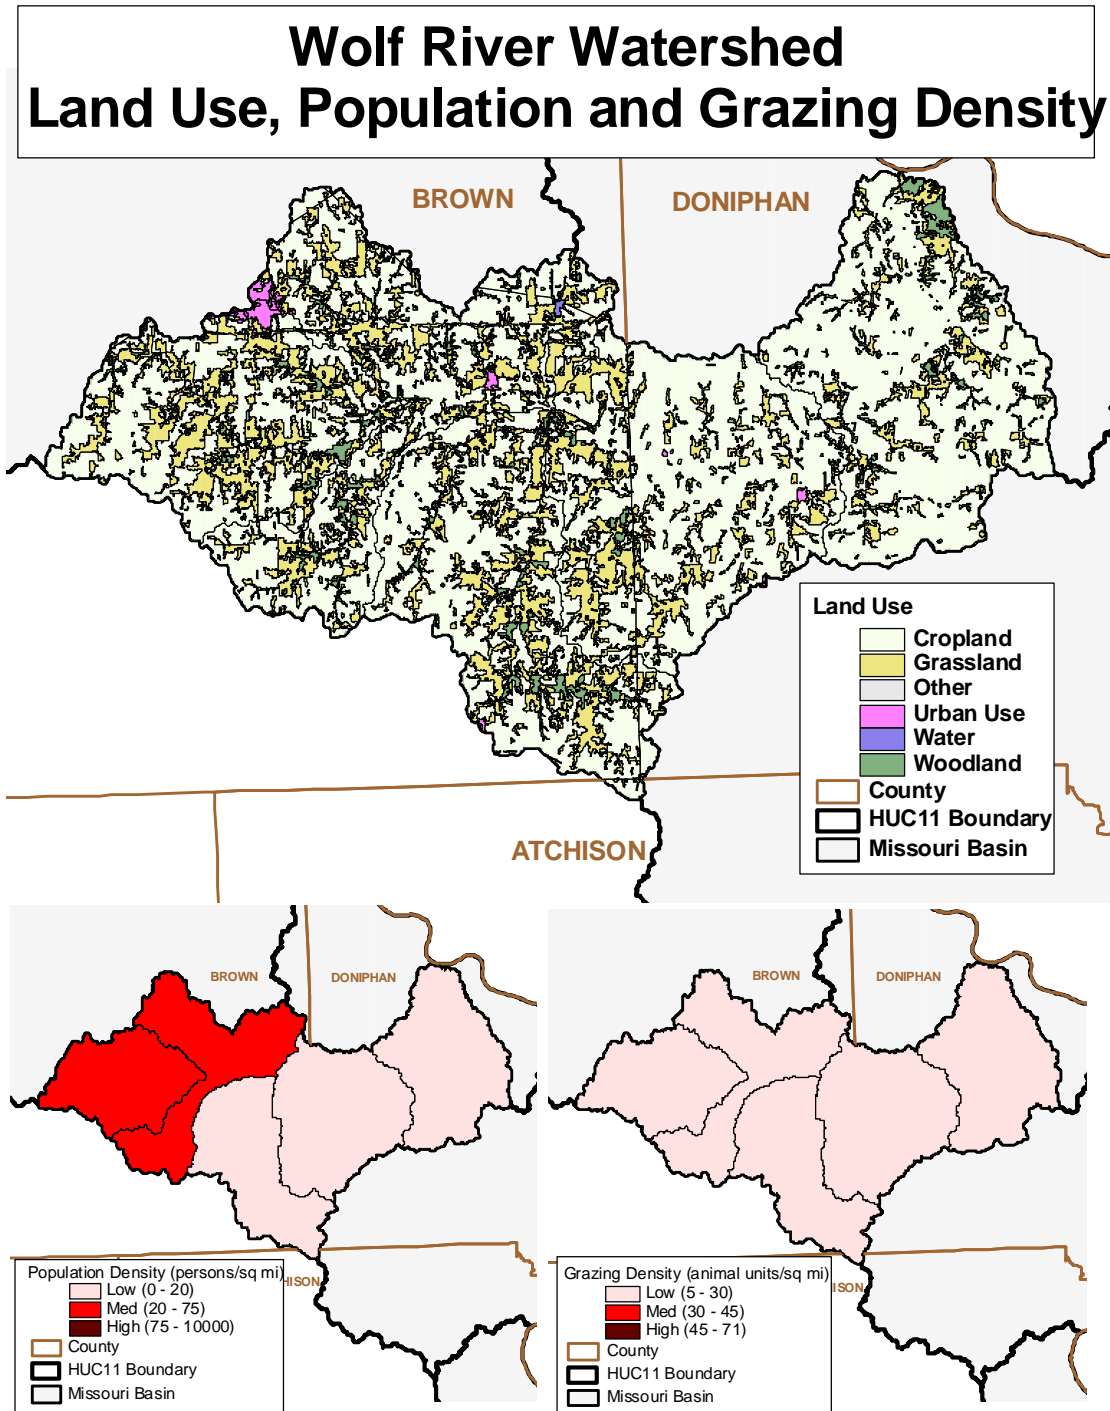 Wolf River Watershed
Land Use, Population and Grazing Density
BROWN
DONIPHAN
ATCHISON
Land Use
Cropland
Grassland
Other
Urban Use
Water
Woodland
County
HUC11 Boundary
Missouri Basin
BROWN
DONIPHAN
HISON
Population Density (persons/sq mi)
Low (0 - 20)
Med (20 - 75)
High (75 - 10000)
County
HUC11 Boundary
Missouri Basin
BROWN
DONIPHAN
ISON
Grazing Density (animal units/sq mi)
Low (5 - 30)
Med (30 - 45)
High (45 - 71)
County
HUC11 Boundary
Missouri Basin